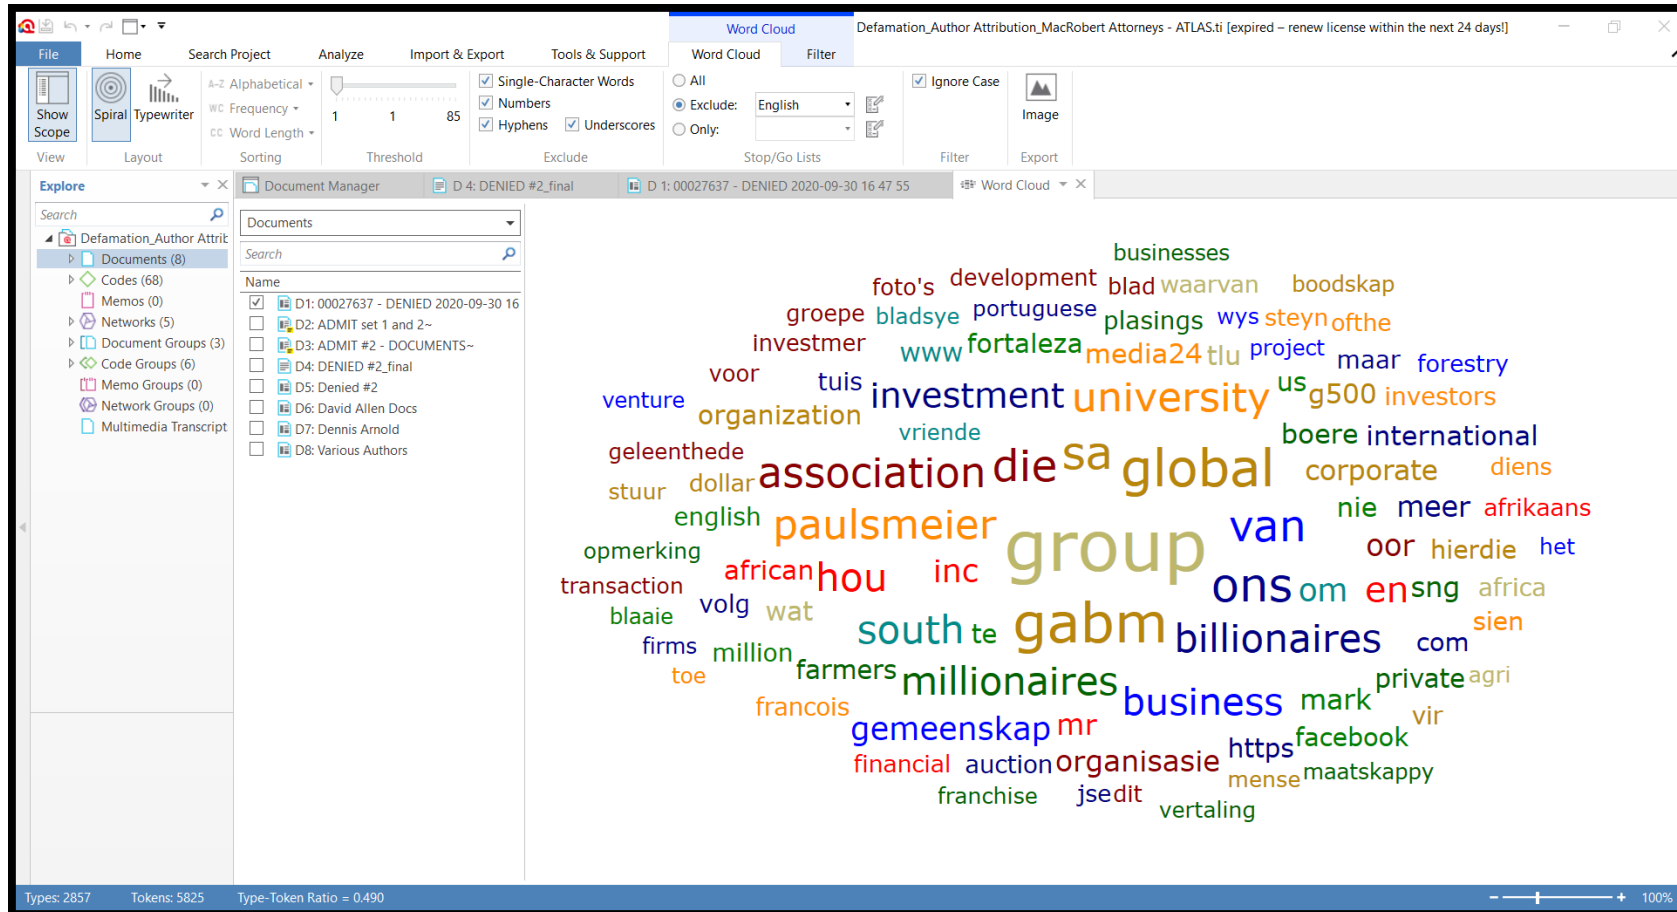 Word Cloud
Defamation_Author Attribution_MacRobert Attorneys - ATLAS.ti [expired – renew license within the next 24 days!]
File Home Search Project Analyze Import & Export Tools & Support Word Cloud Filter
Show Scope
View
Spiral Typewriter
Layout
A-Z Alphabetical
WC Frequency
CC Word Length
Sorting
1 1 85
Threshold
Single-Character Words
Numbers
Hyphens Underscores
Exclude
All
Exclude: English
Only:
Stop/Go Lists
Ignore Case
Filter
Image
Export
Explore
Search
Defamation_Author Attrib
Documents (8)
Codes (68)
Memos (0)
Networks (5)
Document Groups (3)
Code Groups (6)
Memo Groups (0)
Network Groups (0)
Multimedia Transcript
Document Manager D 4: DENIED #2_final D 1: 00027637 - DENIED 2020-09-30 16 47 55 Word Cloud
Documents
Search
Name
D1: 00027637 - DENIED 2020-09-30 16
D2: ADMIT set 1 and 2~
D3: ADMIT #2 - DOCUMENTS~
D4: DENIED #2_final
D5: Denied #2
D6: David Allen Docs
D7: Dennis Arnold
D8: Various Authors
businesses
foto's development blad waarvan boodskap
groepe bladsye portuguese plasings wys steyn ofthe
investmer www fortaleza media24 tlu project maar forestry
voor tuis investment university us g500 investors
venture organization vriende boere international
geleenthede association die sa global corporate diens
stuur dollar nie meer afrikaans
english paulsmeier group van oor hierdie het
opmerking
transaction african hou inc ons om en sng africa
blaaie volg wat south te gabm billionaires com sien
firms million farmers millionaires private agri
toe francois business mark vir
gemeenskap mr https facebook
financial auction organisasie mense maatskappy
franchise jse dit vertaling
Types: 2857 Tokens: 5825 Type-Token Ratio = 0.490 100%